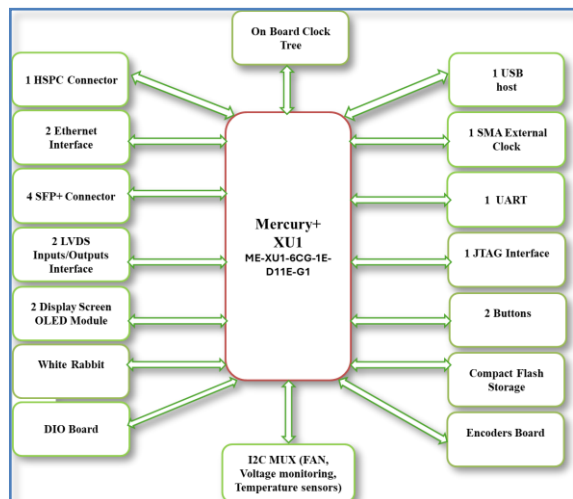 On Board Clock
Tree
1 HSPC Connector
2 Ethernet
Interface
4 SFP+ Connector
2 LVDS
Inputs/Outputs
Interface
2 Display Screen
OLED Module
White Rabbit
DIO Board
Mercury+
XU1
ME-XU1-6CG-1E-
D11E-G1
1 USB
host
1 SMA External
Clock
1 UART
1 JTAG Interface
2 Buttons
Compact Flash
Storage
Encoders Board
I2C MUX (FAN,
Voltage monitoring,
Temperature sensors)